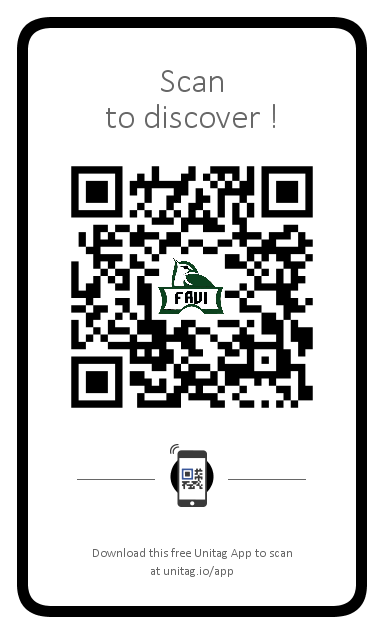 Scan
to discover !
FAVI
Download this free Unitag App to scan
at unitag.io/app